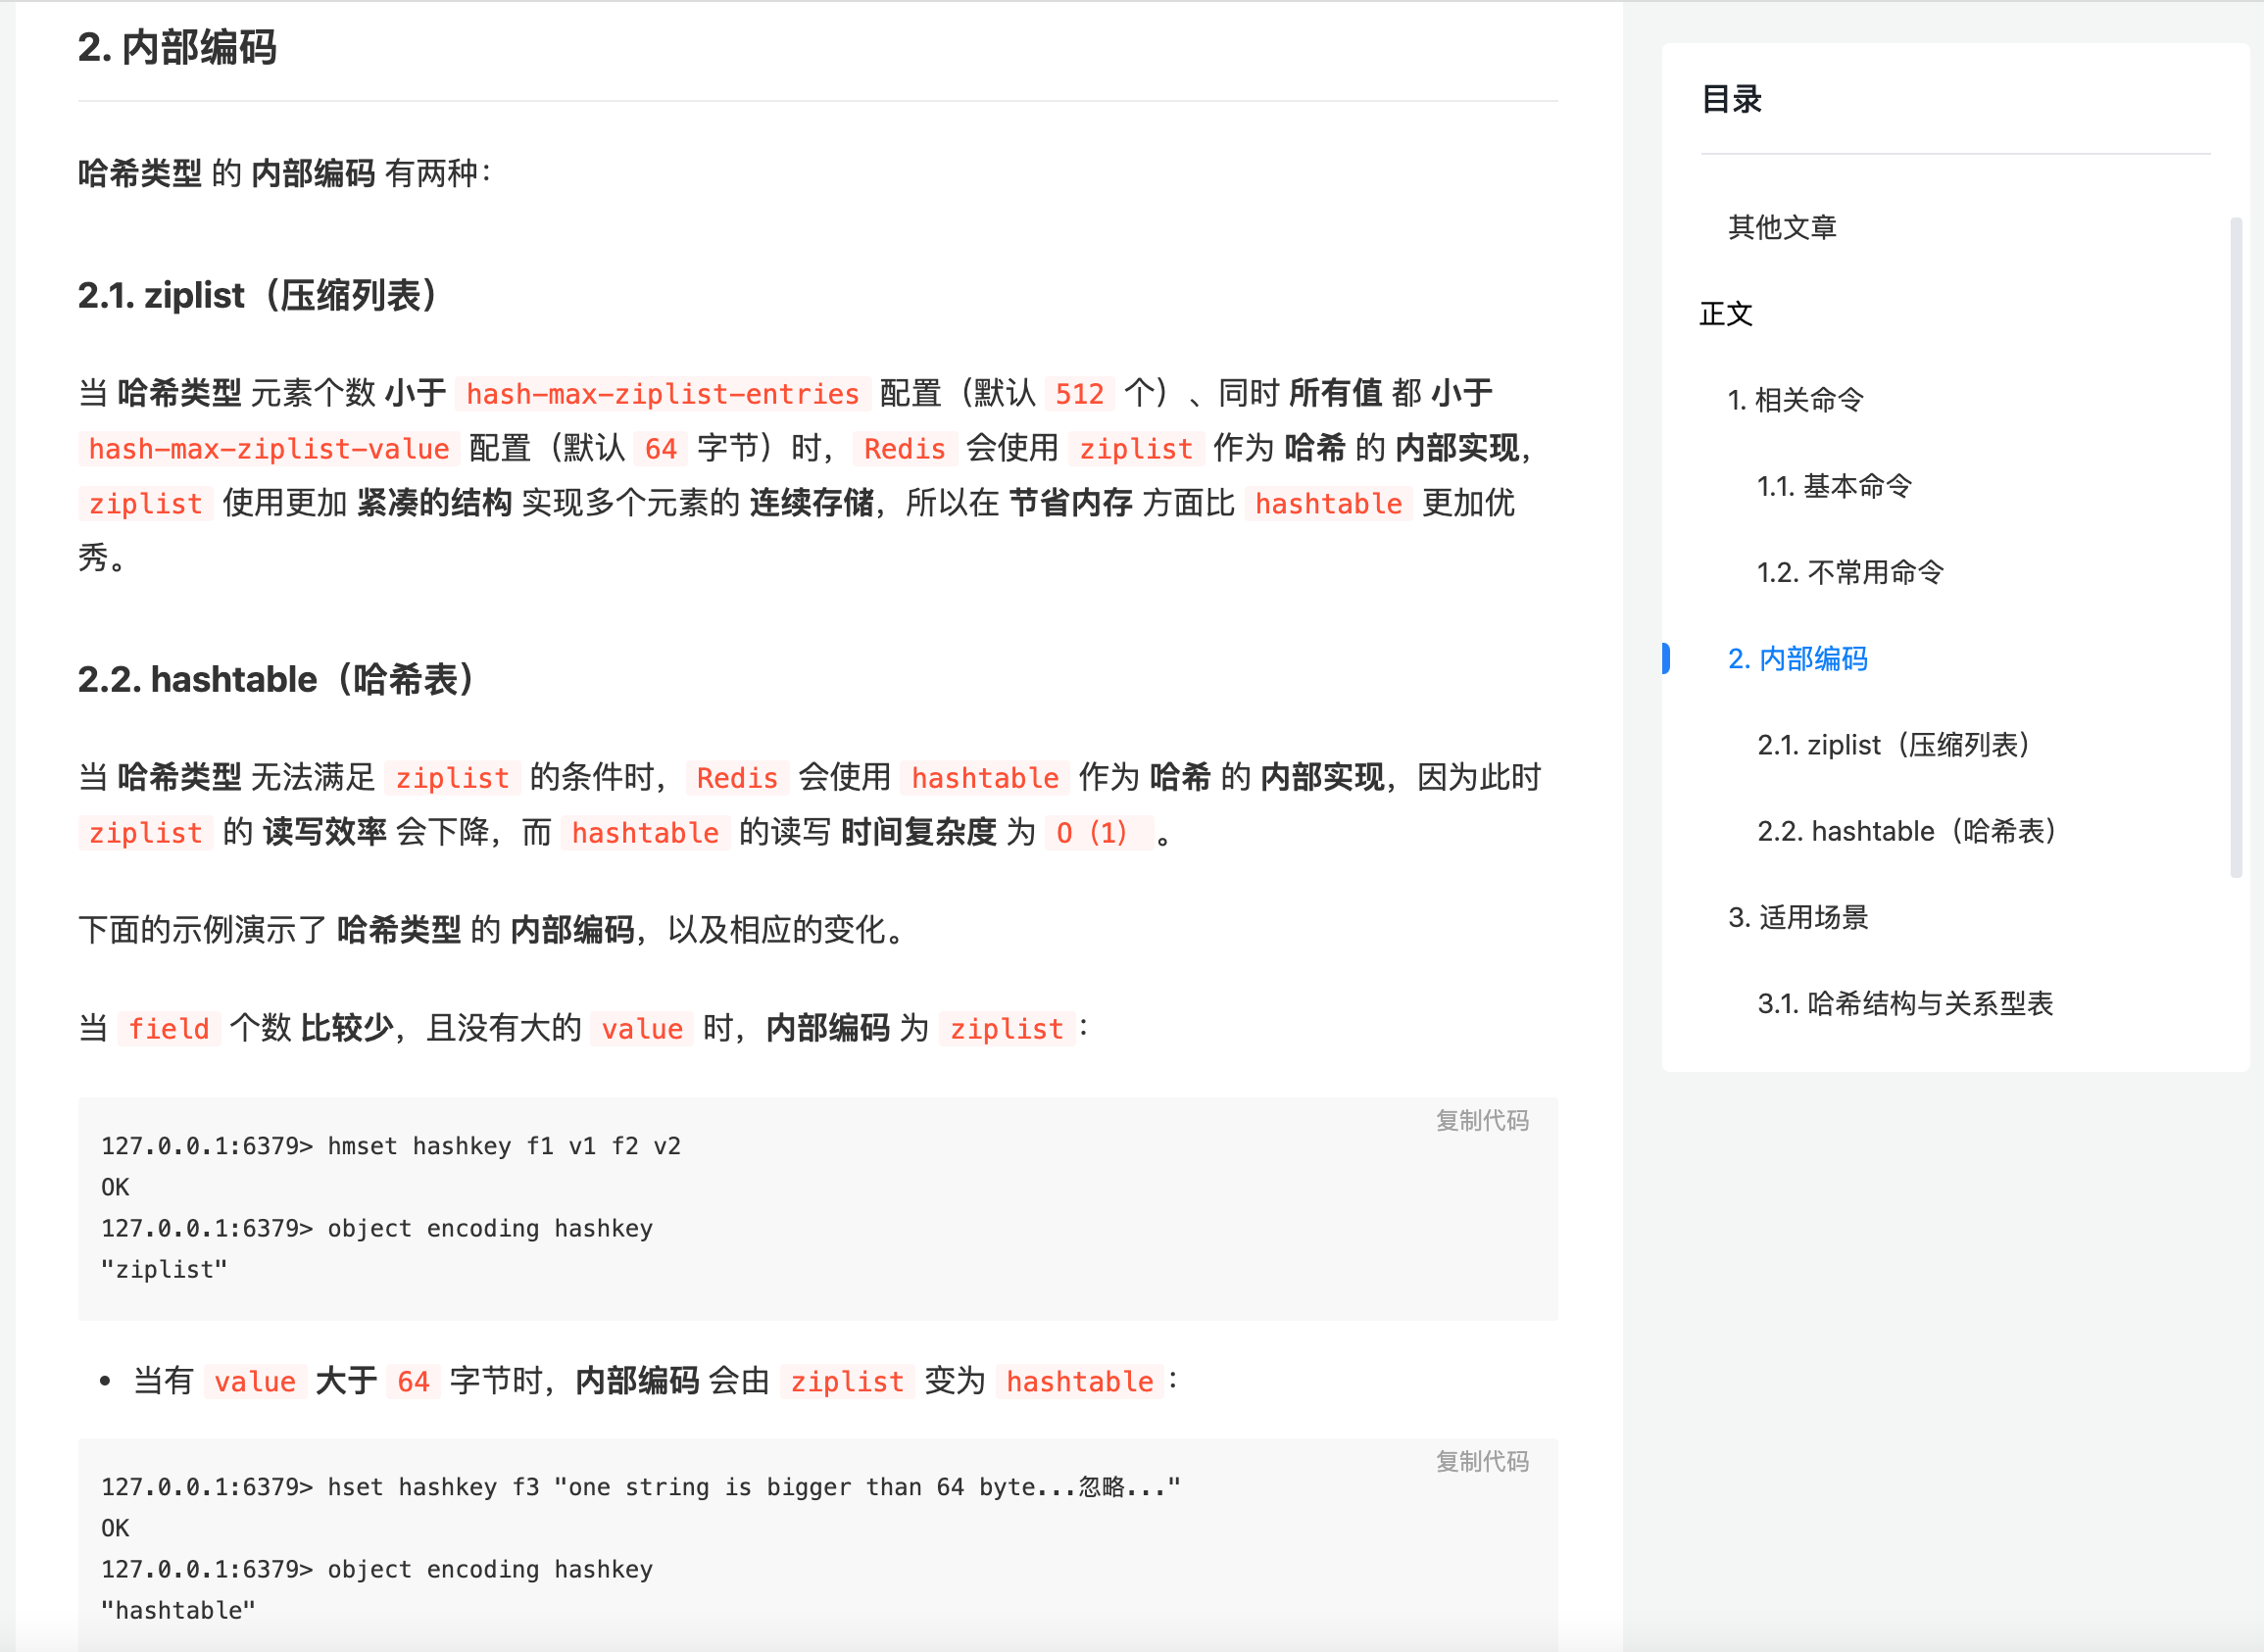 2. 内部编码
哈希类型 的 内部编码 有两种：
2.1. ziplist（压缩列表）
当 哈希类型 元素个数 小于 hash-max-ziplist-entries 配置（默认 512 个）、同时 所有值 都 小于
hash-max-ziplist-value 配置（默认 64 字节）时， Redis 会使用 ziplist 作为 哈希 的 内部实现，
ziplist 使用更加 紧凑的结构 实现多个元素的 连续存储，所以在 节省内存 方面比 hashtable 更加优
秀。
2.2. hashtable（哈希表）
当 哈希类型 无法满足 ziplist 的条件时， Redis 会使用 hashtable 作为 哈希 的 内部实现，因为此时
ziplist 的 读写效率 会下降，而 hashtable 的读写 时间复杂度 为 O（1） 。
下面的示例演示了 哈希类型 的 内部编码，以及相应的变化。
当 field 个数 比较少，且没有大的 value 时，内部编码 为 ziplist：
复制代码
127.0.0.1:6379> hmset hashkey f1 v1 f2 v2
OK
127.0.0.1:6379> object encoding hashkey
"ziplist"
• 当有 value 大于 64 字节时，内部编码 会由 ziplist 变为 hashtable：
复制代码
127.0.0.1:6379> hset hashkey f3 "one string is bigger than 64 byte...忽略..."
OK
127.0.0.1:6379> object encoding hashkey
"hashtable"
目录
其他文章
正文
1. 相关命令
1.1. 基本命令
1.2. 不常用命令
2. 内部编码
2.1. ziplist（压缩列表）
2.2. hashtable（哈希表）
3. 适用场景
3.1. 哈希结构与关系型表